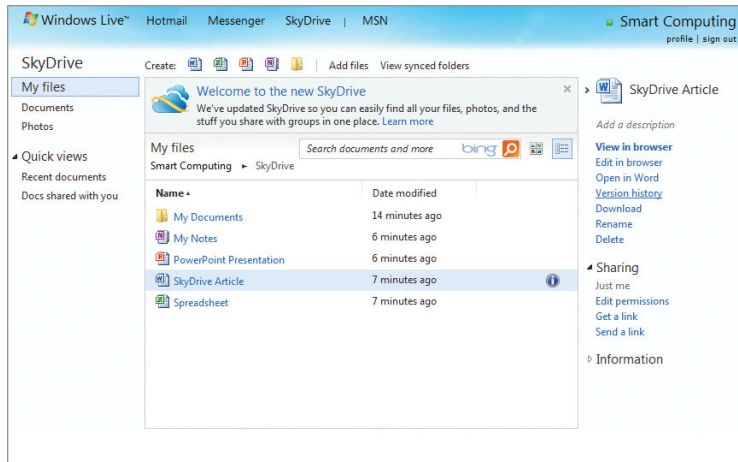 Windows Live™ Hotmail Messenger SkyDrive | MSN
Smart Computing
profile | sign out
SkyDrive
My files
Documents
Photos
Quick views
Recent documents
Docs shared with you
Create: Add files View synced folders
Welcome to the new SkyDrive
We've updated SkyDrive so you can easily find all your files, photos, and the
stuff you share with groups in one place. Learn more
My files
Search documents and more bing
Smart Computing ► SkyDrive
Name Date modified
My Documents 14 minutes ago
My Notes 6 minutes ago
PowerPoint Presentation 6 minutes ago
SkyDrive Article 7 minutes ago
Spreadsheet 7 minutes ago
SkyDrive Article
Add a description
View in browser
Edit in browser
Open in Word
Version history
Download
Rename
Delete
Sharing
Just me
Edit permissions
Get a link
Send a link
Information